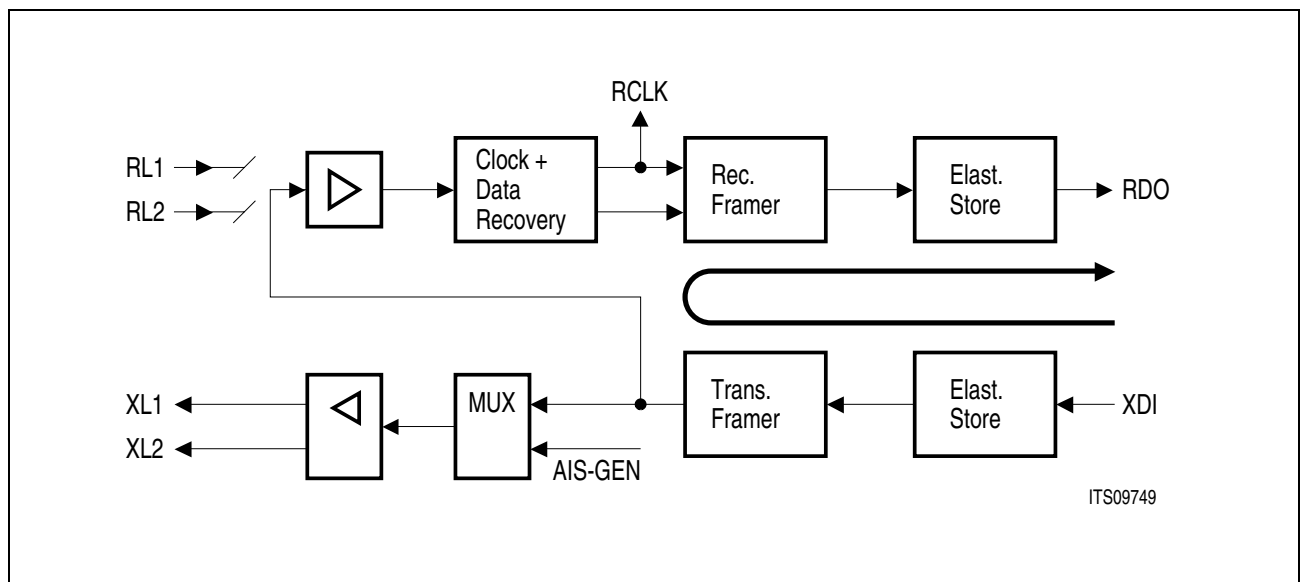 RCLK
RL1
RL2
Clock +
Data
Recovery
Rec.
Framer
Elast.
Store
RDO
XL1
XL2
MUX
AIS-GEN
Trans.
Framer
Elast.
Store
XDI
ITS09749